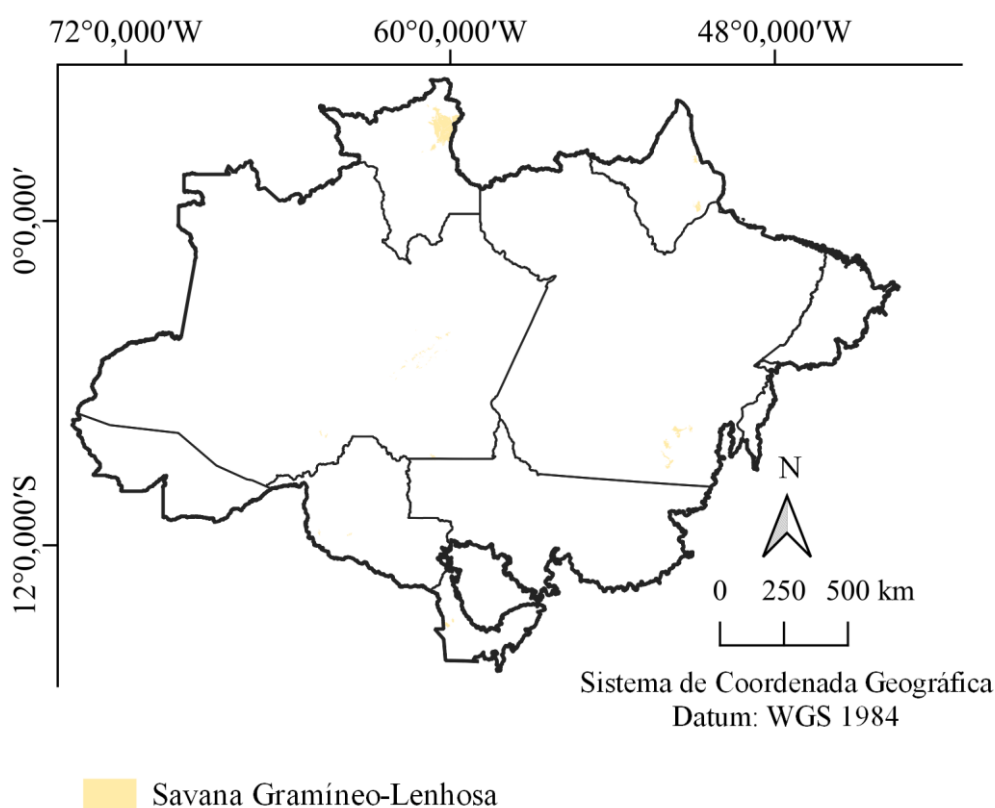 72°0,000′W 60°0,000′W 48°0,000′W
0°0,000′
12°0,000′S
N
0 250 500 km
Sistema de Coordenada Geográfica
Datum: WGS 1984
Savana Gramíneo-Lenhosa